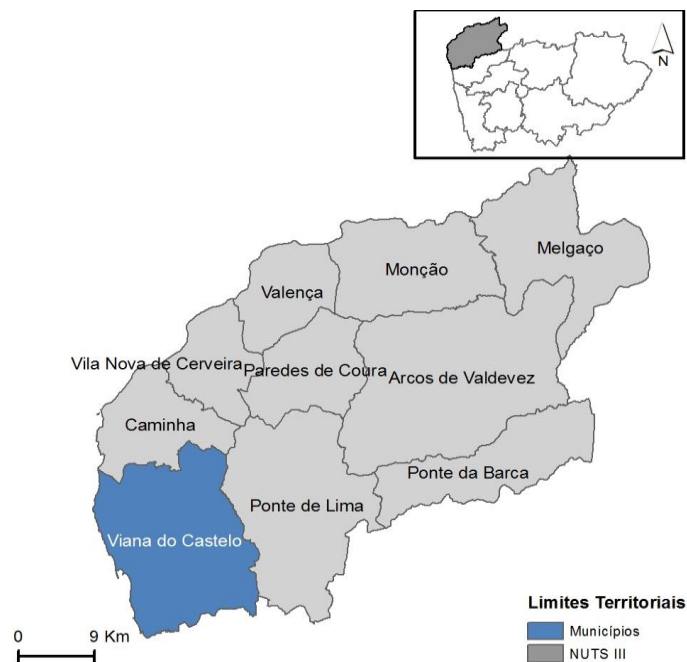 N
Melgaço
Monção
Valença
Vila Nova de Cerveira
Paredes de Coura
Arcos de Valdevez
Caminha
Ponte da Barca
Ponte de Lima
Viana do Castelo
Limites Territoriais
Municípios
NUTS III
0 9 Km